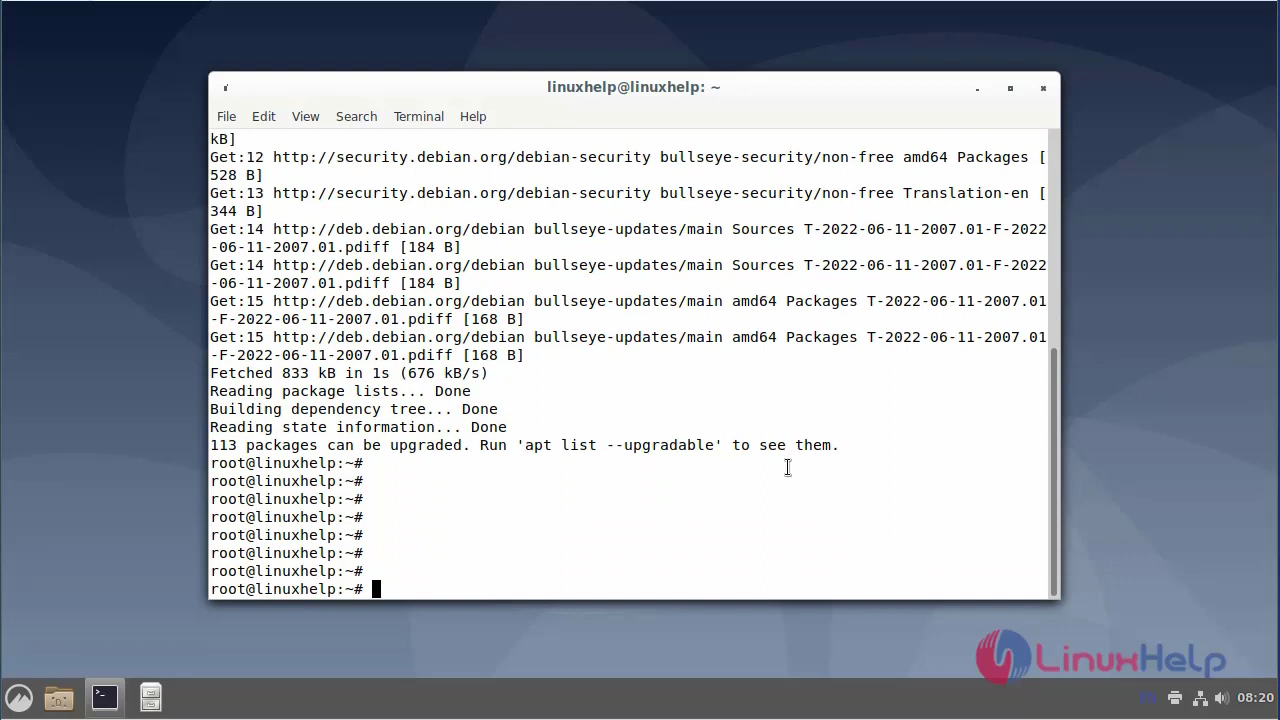 linuxhelp@linuxhelp: ~
File Edit View Search Terminal Help
kB]
Get:12 http://security.debian.org/debian-security bullseye-security/non-free amd64 Packages [
528 B]
Get:13 http://security.debian.org/debian-security bullseye-security/non-free Translation-en [
344 B]
Get:14 http://deb.debian.org/debian bullseye-updates/main Sources T-2022-06-11-2007.01-F-2022
-06-11-2007.01.pdiff [184 B]
Get:14 http://deb.debian.org/debian bullseye-updates/main Sources T-2022-06-11-2007.01-F-2022
-06-11-2007.01.pdiff [184 B]
Get:15 http://deb.debian.org/debian bullseye-updates/main amd64 Packages T-2022-06-11-2007.01
-F-2022-06-11-2007.01.pdiff [168 B]
Get:15 http://deb.debian.org/debian bullseye-updates/main amd64 Packages T-2022-06-11-2007.01
-F-2022-06-11-2007.01.pdiff [168 B]
Fetched 833 kB in 1s (676 kB/s)
Reading package lists... Done
Building dependency tree... Done
Reading state information... Done
113 packages can be upgraded. Run 'apt list --upgradable' to see them.
root@linuxhelp:~#
root@linuxhelp:~#
root@linuxhelp:~#
root@linuxhelp:~#
root@linuxhelp:~#
root@linuxhelp:~#
root@linuxhelp:~#
root@linuxhelp:~#
LinuxHelp
08:20